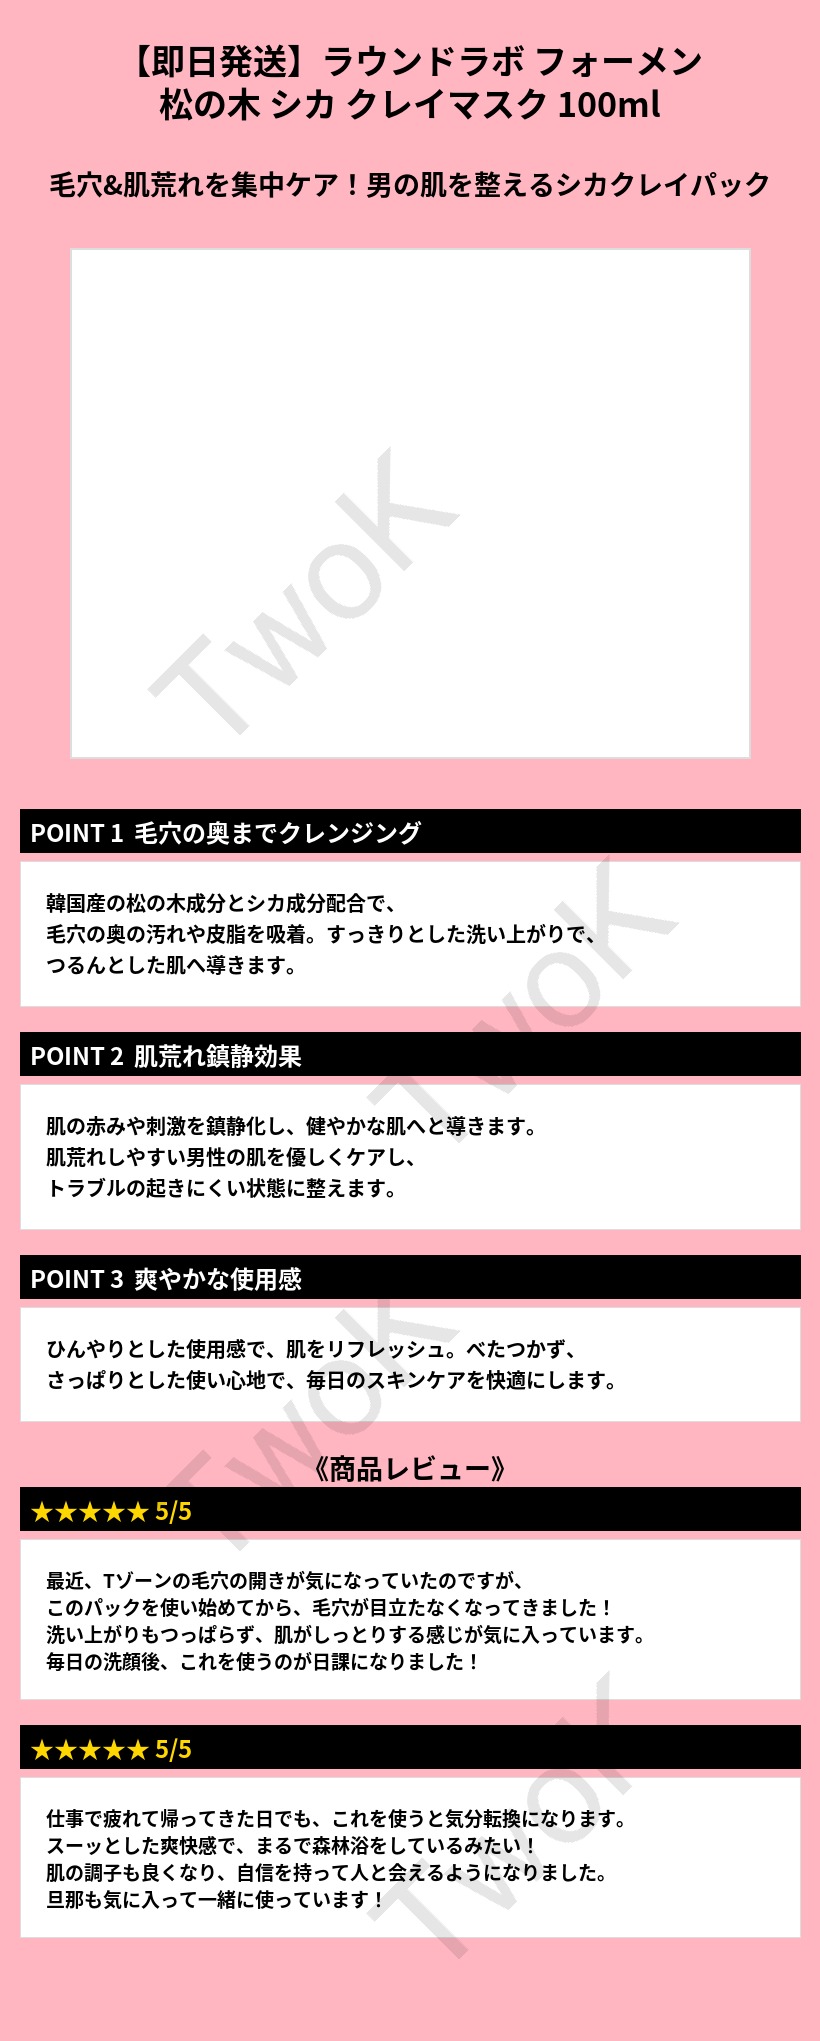 【即日発送】ラウンドラボ フォーメン
松の木 シカ クレイマスク 100ml
毛穴&肌荒れを集中ケア！男の肌を整えるシカクレイパック
TwoK
POINT 1 毛穴の奥までクレンジング
韓国産の松の木成分とシカ成分配合で、
毛穴の奥の汚れや皮脂を吸着。すっきりとした洗い上がりで、
つるんとした肌へ導きます。
TwoK
POINT 2 肌荒れ鎮静効果
肌の赤みや刺激を鎮静化し、健やかな肌へと導きます。
肌荒れしやすい男性の肌を優しくケアし、
トラブルの起きにくい状態に整えます。
POINT 3 爽やかな使用感
ひんやりとした使用感で、肌をリフレッシュ。べたつかず、
さっぱりとした使い心地で、毎日のスキンケアを快適にします。
TwoK
《商品レビュー》
★★★★★ 5/5
最近、Tゾーンの毛穴の開きが気になっていたのですが、
このパックを使い始めてから、毛穴が目立たなくなってきました！
洗い上がりもつっぱらず、肌がしっとりする感じが気に入っています。
毎日の洗顔後、これを使うのが日課になりました！
★★★★★ 5/5
TwoK
仕事で疲れて帰ってきた日でも、これを使うと気分転換になります。
スーッとした爽快感で、まるで森林浴をしているみたい！
肌の調子も良くなり、自信を持って人と会えるようになりました。
旦那も気に入って一緒に使っています！